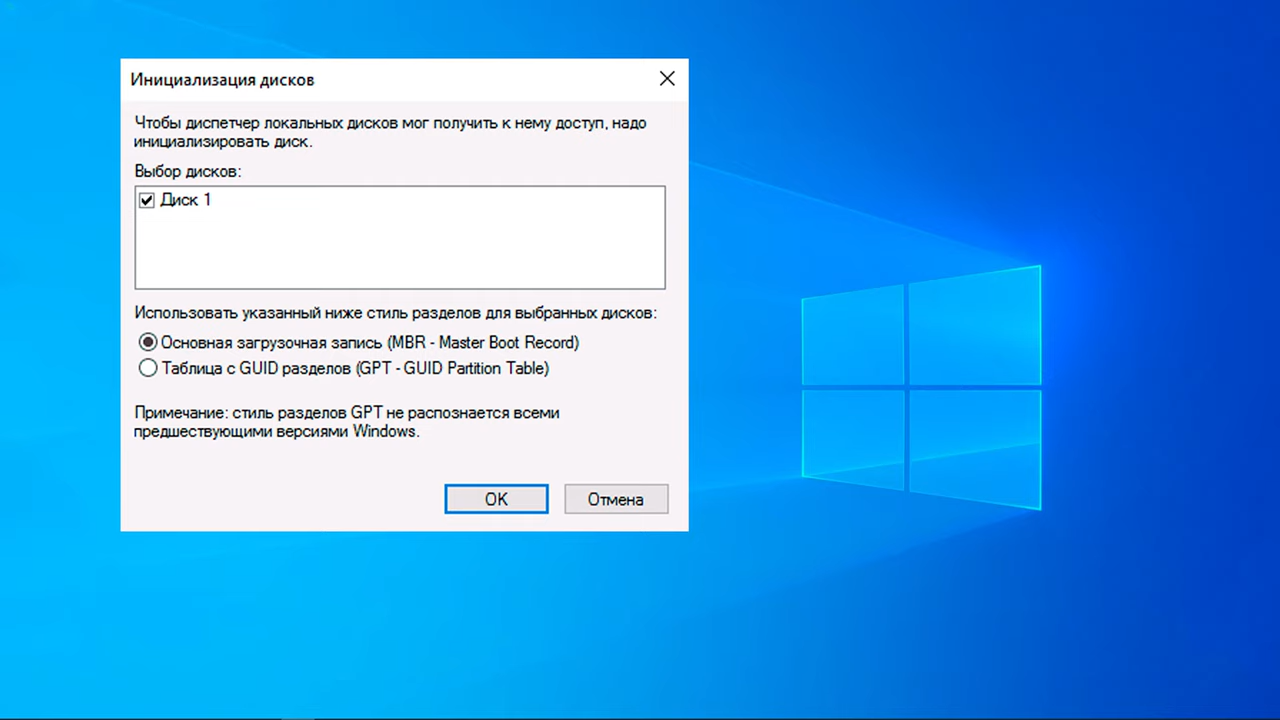 Инициализация дисков
Чтобы диспетчер локальных дисков мог получить к нему доступ, надо
инициализировать диск.
Выбор дисков:
Диск 1
Использовать указанный ниже стиль разделов для выбранных дисков:
Основная загрузочная запись (MBR - Master Boot Record)
Таблица с GUID разделов (GPT - GUID Partition Table)
Примечание: стиль разделов GPT не распознается всеми
предшествующими версиями Windows.
OK
Отмена